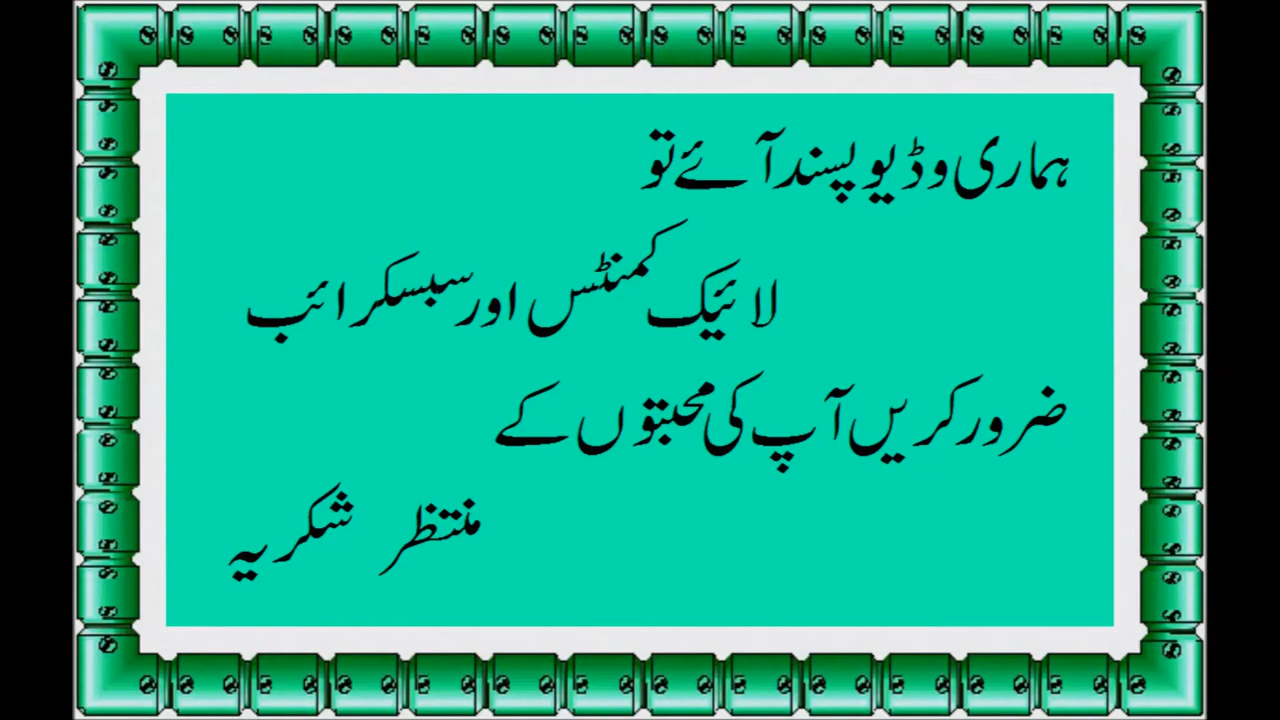 ہماری وڈیو پسند آئے تو
لائیک کمنٹس اور سبسکرائب
ضرور کریں آپ کی محبتوں کے
منتظر شکریہ